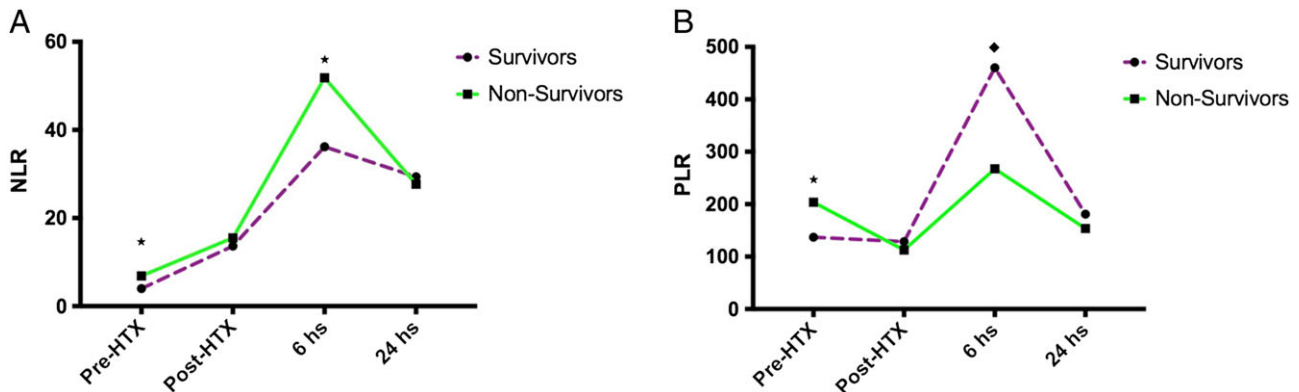 A
60
40
20
0
NLR
Pre-HTX
Post-HTX
6 hs
24 hs
Survivors
Non-Survivors
B
500
400
300
200
100
0
PLR
Pre-HTX
Post-HTX
6 hs
24 hs
Survivors
Non-Survivors